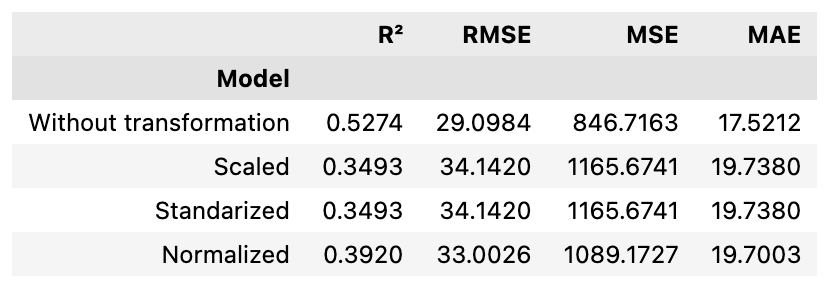 R² RMSE MSE MAE
Model
Without transformation 0.5274 29.0984 846.7163 17.5212
Scaled 0.3493 34.1420 1165.6741 19.7380
Standarized 0.3493 34.1420 1165.6741 19.7380
Normalized 0.3920 33.0026 1089.1727 19.7003